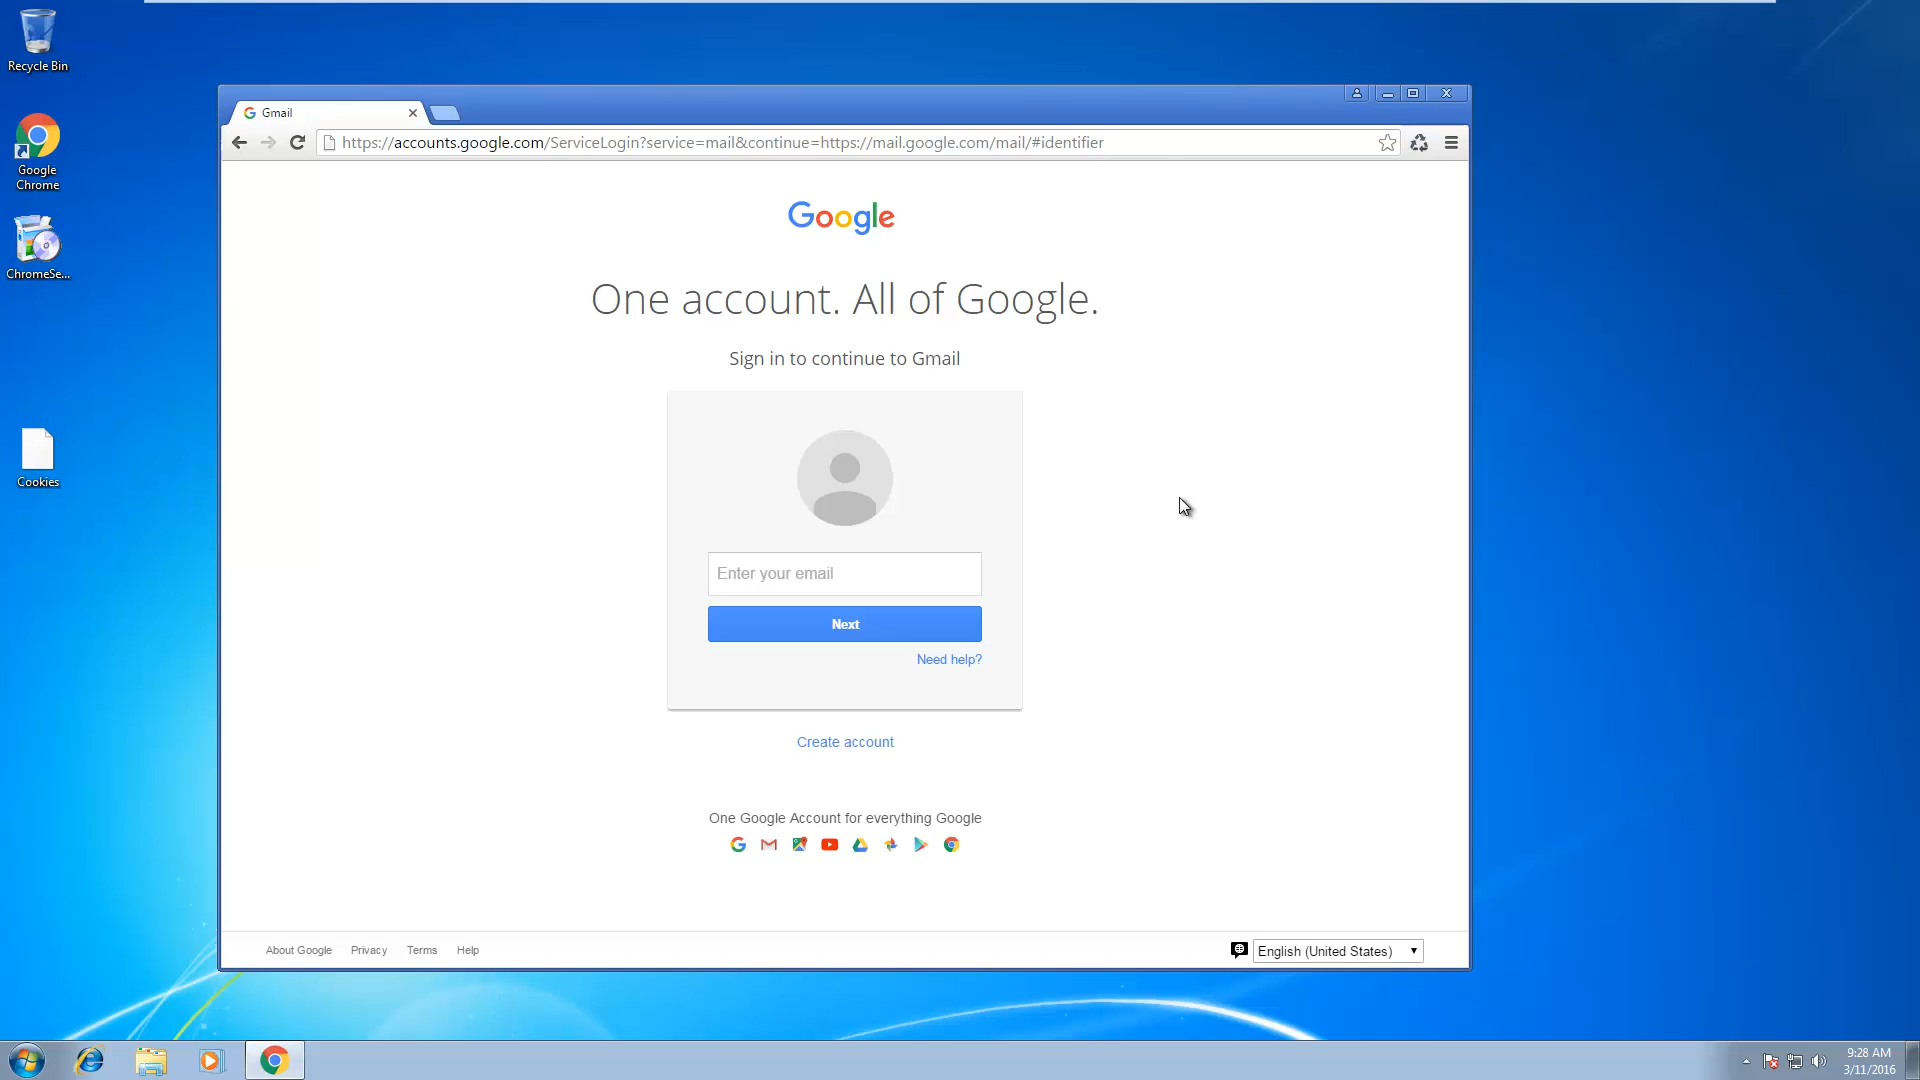 Recycle Bin
Google
Chrome
ChromeSe...
Cookies
Gmail
https://accounts.google.com/ServiceLogin?service=mail&continue=https://mail.google.com/mail/#identifier
Google
One account. All of Google.
Sign in to continue to Gmail
Enter your email
Next
Need help?
Create account
One Google Account for everything Google
About Google Privacy Terms Help
English (United States)
9:28 AM
3/11/2016